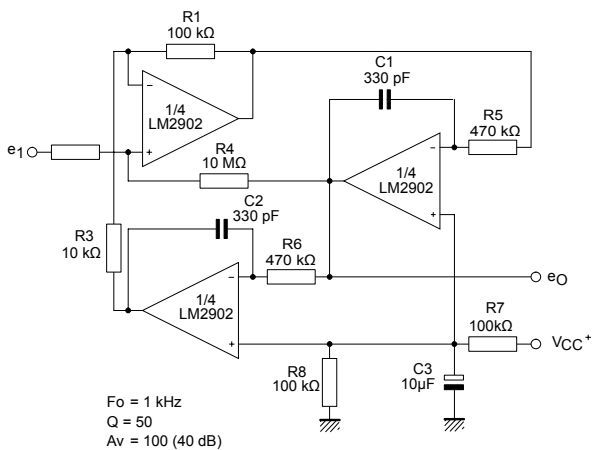 R1
100 kΩ
C1
330 pF
1/4
LM2902
R5
470 kΩ
e1
R4
10 MΩ
1/4
LM2902
C2
330 pF
R3
10 kΩ
R6
470 kΩ
1/4
LM2902
eO
R7
100kΩ
VCC+
R8
100 kΩ
C3
10µF
Fo = 1 kHz
Q = 50
Av = 100 (40 dB)